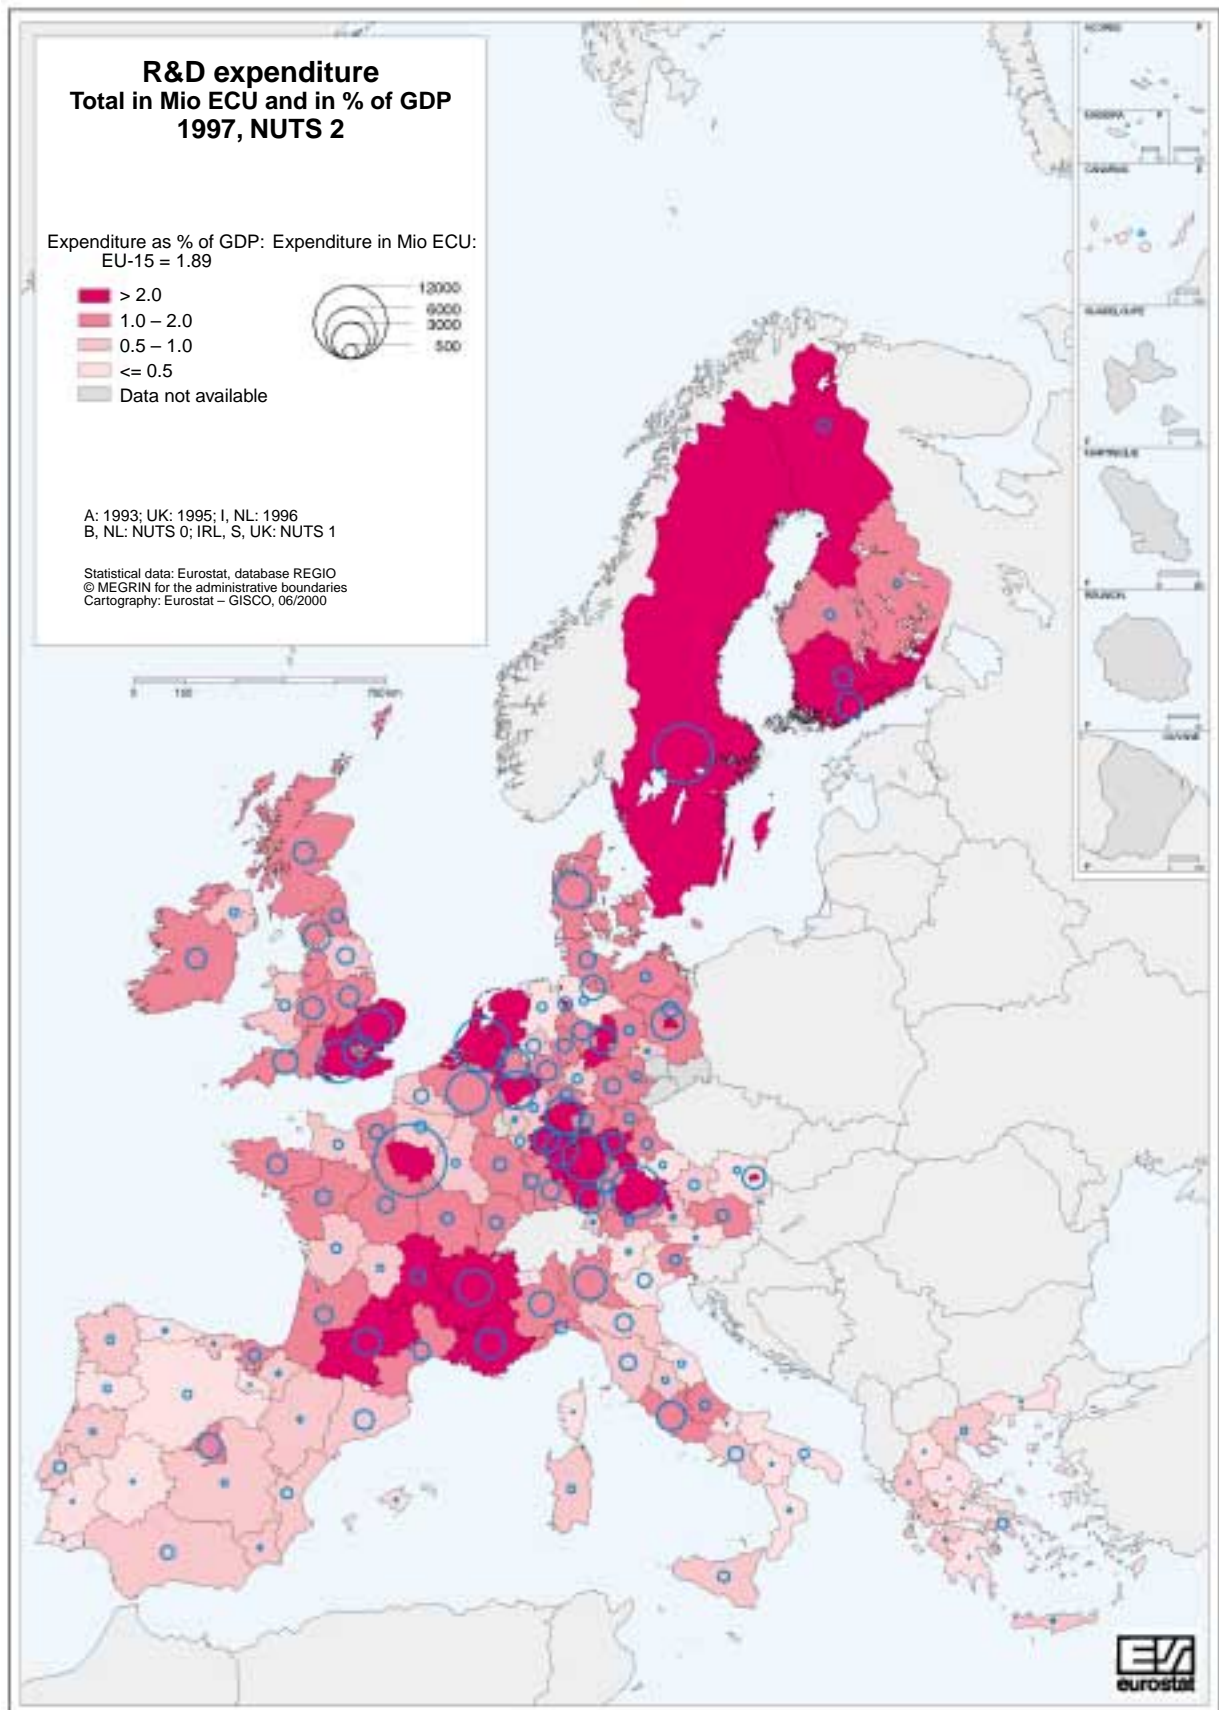 R&D expenditure
Total in Mio ECU and in % of GDP
1997, NUTS 2
Expenditure as % of GDP: Expenditure in Mio ECU:
EU-15 = 1.89
> 2.0
1.0 – 2.0
0.5 – 1.0
<= 0.5
Data not available
12000
6000
3000
500
A: 1993; UK: 1995; I, NL: 1996
B, NL: NUTS 0; IRL, S, UK: NUTS 1
Statistical data: Eurostat, database REGIO
© MEGRIN for the administrative boundaries
Cartography: Eurostat – GISCO, 06/2000
0
GUADELOUPE
eurostat